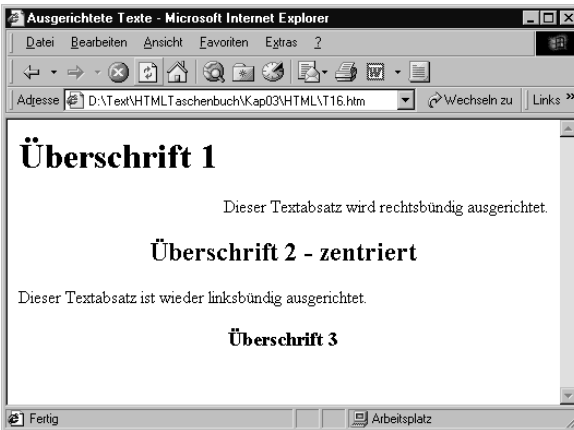 Ausgerichtete Texte - Microsoft Internet Explorer
Datei Bearbeiten Ansicht Favoriten Extras ?
Adresse D:\Text\HTMLTaschenbuch\Kap03\HTML\T16.htm Wechseln zu Links »
Überschrift 1
Dieser Textabsatz wird rechtsbündig ausgerichtet.
Überschrift 2 - zentriert
Dieser Textabsatz ist wieder linksbündig ausgerichtet.
Überschrift 3
Fertig Arbeitsplatz